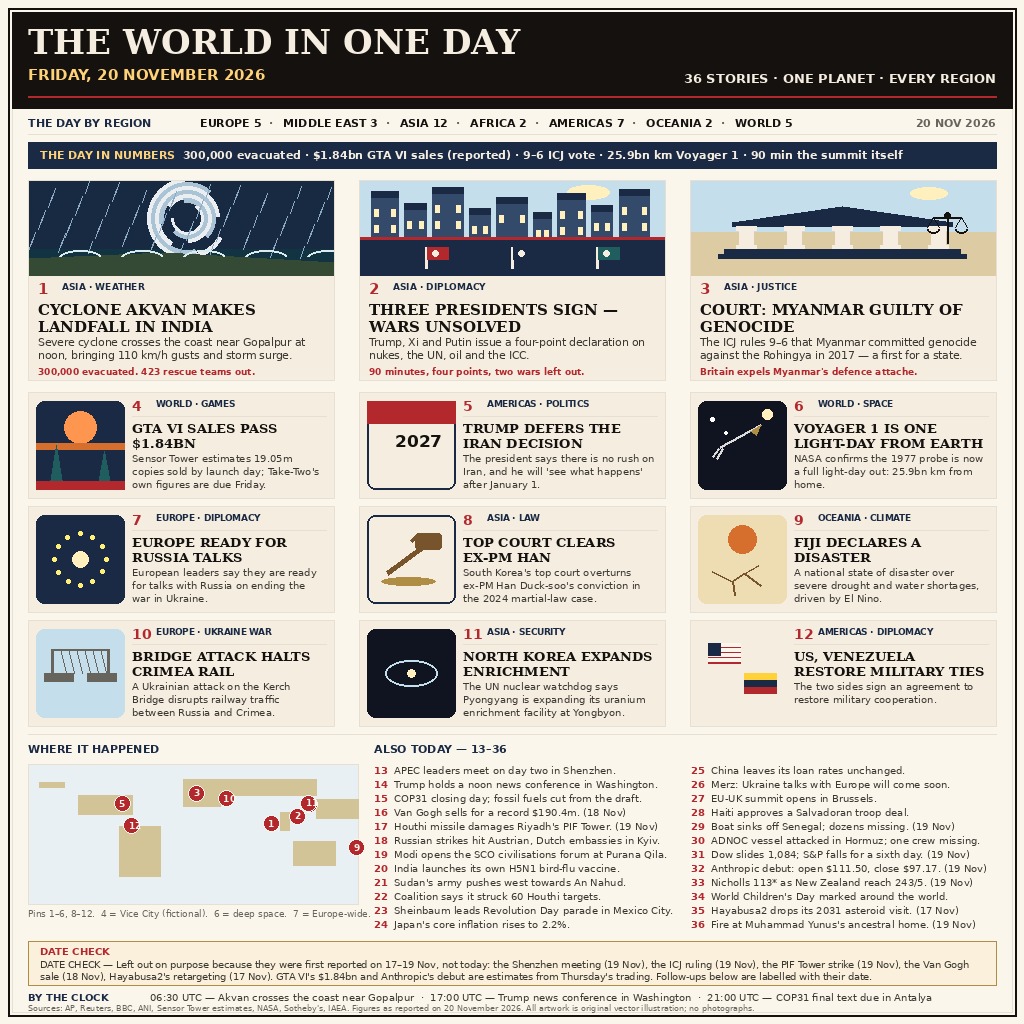 THE WORLD IN ONE DAY
FRIDAY, 20 NOVEMBER 2026
36 STORIES · ONE PLANET · EVERY REGION
THE DAY BY REGION EUROPE 5 · MIDDLE EAST 3 · ASIA 12 · AFRICA 2 · AMERICAS 7 · OCEANIA 2 · WORLD 5 20 NOV 2026
THE DAY IN NUMBERS 300,000 evacuated · $1.84bn GTA VI sales (reported) · 9–6 ICJ vote · 25.9bn km Voyager 1 · 90 min the summit itself
1 ASIA · WEATHER
CYCLONE AKVAN MAKES
LANDFALL IN INDIA
Severe cyclone crosses the coast near Gopalpur at
noon, bringing 110 km/h gusts and storm surge.
300,000 evacuated. 423 rescue teams out.
2 ASIA · DIPLOMACY
THREE PRESIDENTS SIGN —
WARS UNSOLVED
Trump, Xi and Putin issue a four-point declaration on
nukes, the UN, oil and the ICC.
90 minutes, four points, two wars left out.
3 ASIA · JUSTICE
COURT: MYANMAR GUILTY OF
GENOCIDE
The ICJ rules 9–6 that Myanmar committed genocide
against the Rohingya in 2017 — a first for a state.
Britain expels Myanmar's defence attache.
4 WORLD · GAMES
GTA VI SALES PASS
$1.84BN
Sensor Tower estimates 19.05m
copies sold by launch day; Take-Two's
own figures are due Friday.
2027
5 AMERICAS · POLITICS
TRUMP DEFERS THE
IRAN DECISION
The president says there is no rush on
Iran, and he will 'see what happens'
after January 1.
6 WORLD · SPACE
VOYAGER 1 IS ONE
LIGHT-DAY FROM EARTH
NASA confirms the 1977 probe is now
a full light-day out: 25.9bn km from
home.
7 EUROPE · DIPLOMACY
EUROPE READY FOR
RUSSIA TALKS
European leaders say they are ready
for talks with Russia on ending the
war in Ukraine.
8 ASIA · LAW
TOP COURT CLEARS
EX-PM HAN
South Korea's top court overturns
ex-PM Han Duck-soo's conviction in
the 2024 martial-law case.
9 OCEANIA · CLIMATE
FIJI DECLARES A
DISASTER
A national state of disaster over
severe drought and water shortages,
driven by El Nino.
10 EUROPE · UKRAINE WAR
BRIDGE ATTACK HALTS
CRIMEA RAIL
A Ukrainian attack on the Kerch
Bridge disrupts railway traffic
between Russia and Crimea.
11 ASIA · SECURITY
NORTH KOREA EXPANDS
ENRICHMENT
The UN nuclear watchdog says
Pyongyang is expanding its uranium
enrichment facility at Yongbyon.
12 AMERICAS · DIPLOMACY
US, VENEZUELA
RESTORE MILITARY TIES
The two sides sign an agreement to
restore military cooperation.
WHERE IT HAPPENED
3
10
5
11
2
1
12
9
Pins 1–6, 8–12. 4 = Vice City (fictional). 6 = deep space. 7 = Europe-wide.
ALSO TODAY — 13–36
13 APEC leaders meet on day two in Shenzhen.
14 Trump holds a noon news conference in Washington.
15 COP31 closing day; fossil fuels cut from the draft.
16 Van Gogh sells for a record $190.4m. (18 Nov)
17 Houthi missile damages Riyadh's PIF Tower. (19 Nov)
18 Russian strikes hit Austrian, Dutch embassies in Kyiv.
19 Modi opens the SCO civilisations forum at Purana Qila.
20 India launches its own H5N1 bird-flu vaccine.
21 Sudan's army pushes west towards An Nahud.
22 Coalition says it struck 60 Houthi targets.
23 Sheinbaum leads Revolution Day parade in Mexico City.
24 Japan's core inflation rises to 2.2%.
25 China leaves its loan rates unchanged.
26 Merz: Ukraine talks with Europe will come soon.
27 EU-UK summit opens in Brussels.
28 Haiti approves a Salvadoran troop deal.
29 Boat sinks off Senegal; dozens missing. (19 Nov)
30 ADNOC vessel attacked in Hormuz; one crew missing.
31 Dow slides 1,084; S&P falls for a sixth day. (19 Nov)
32 Anthropic debut: open $111.50, close $97.17. (19 Nov)
33 Nicholls 113* as New Zealand reach 243/5. (19 Nov)
34 World Children's Day marked around the world.
35 Hayabusa2 drops its 2031 asteroid visit. (17 Nov)
36 Fire at Muhammad Yunus's ancestral home. (19 Nov)
DATE CHECK
DATE CHECK — Left out on purpose because they were first reported on 17–19 Nov, not today: the Shenzhen meeting (19 Nov), the ICJ ruling (19 Nov), the PIF Tower strike (19 Nov), the Van Gogh
sale (18 Nov), Hayabusa2's retargeting (17 Nov). GTA VI's $1.84bn and Anthropic's debut are estimates from Thursday's trading. Follow-ups below are labelled with their date.
BY THE CLOCK 06:30 UTC — Akvan crosses the coast near Gopalpur · 17:00 UTC — Trump news conference in Washington · 21:00 UTC — COP31 final text due in Antalya
Sources: AP, Reuters, BBC, ANI, Sensor Tower estimates, NASA, Sotheby's, IAEA. Figures as reported on 20 November 2026. All artwork is original vector illustration; no photographs.